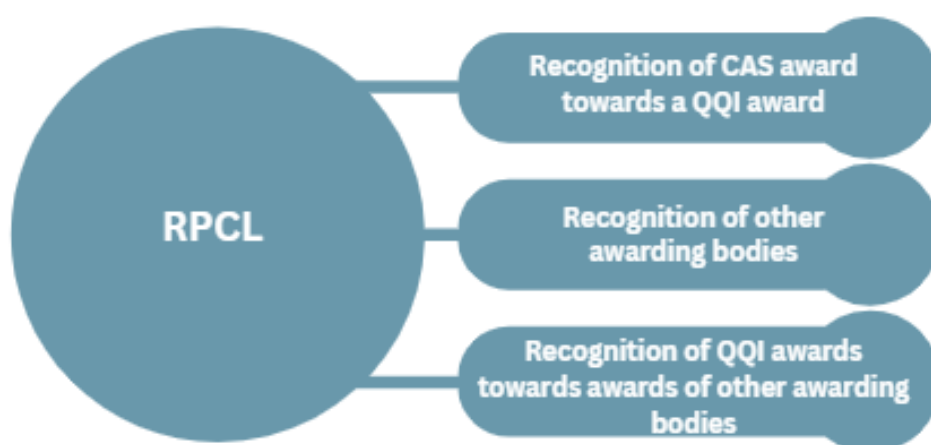 RPCL
Recognition of CAS award
towards a QQI award
Recognition of other
awarding bodies
Recognition of QQI awards
towards awards of other awarding
bodies